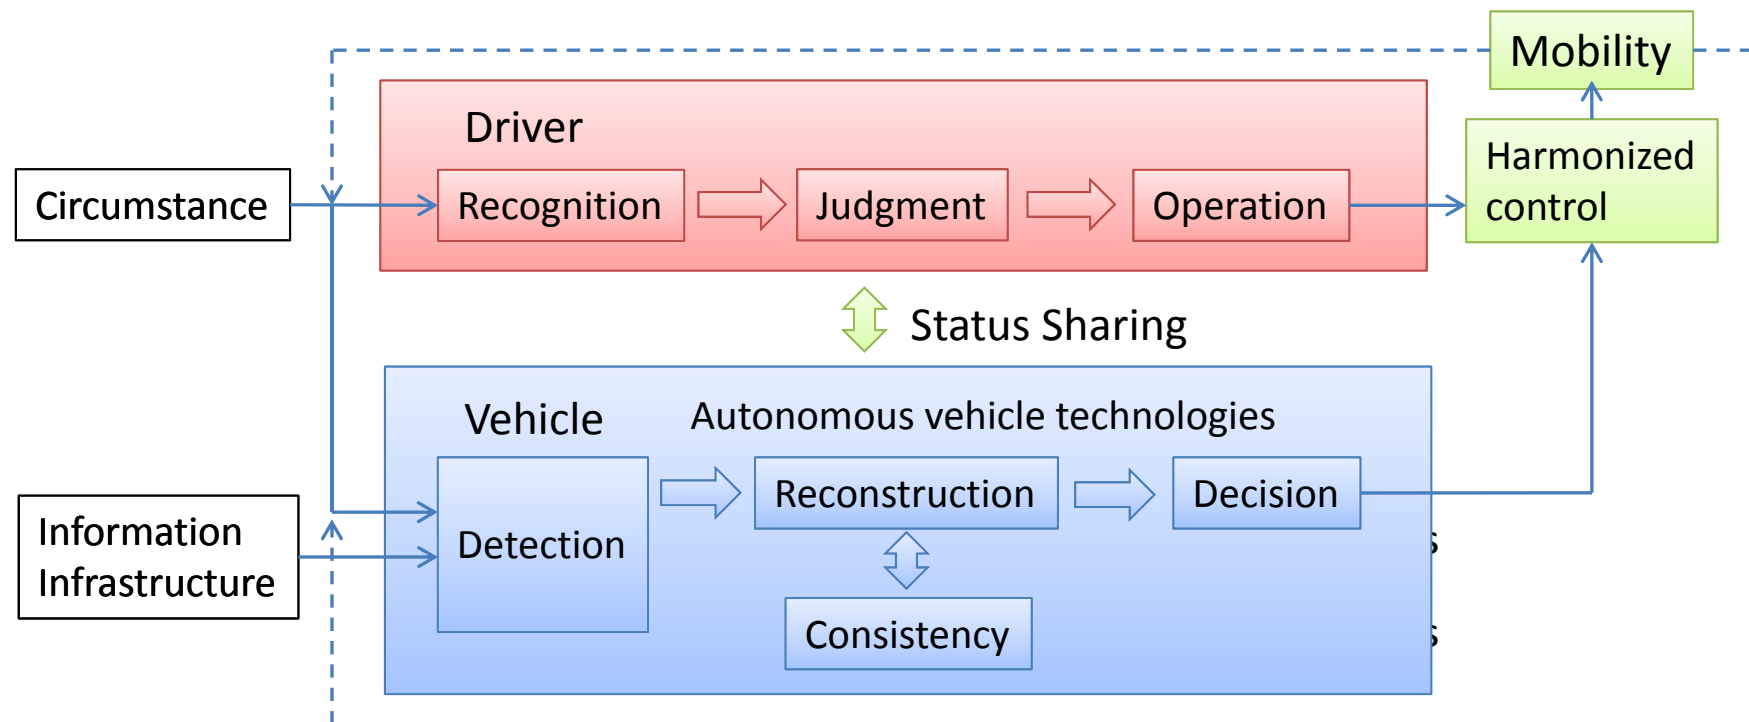 Mobility
Driver
Harmonized
control
Circumstance
Recognition
Judgment
Operation
Status Sharing
Vehicle
Autonomous vehicle technologies
Information
Infrastructure
Detection
Reconstruction
Decision
s
Consistency
s